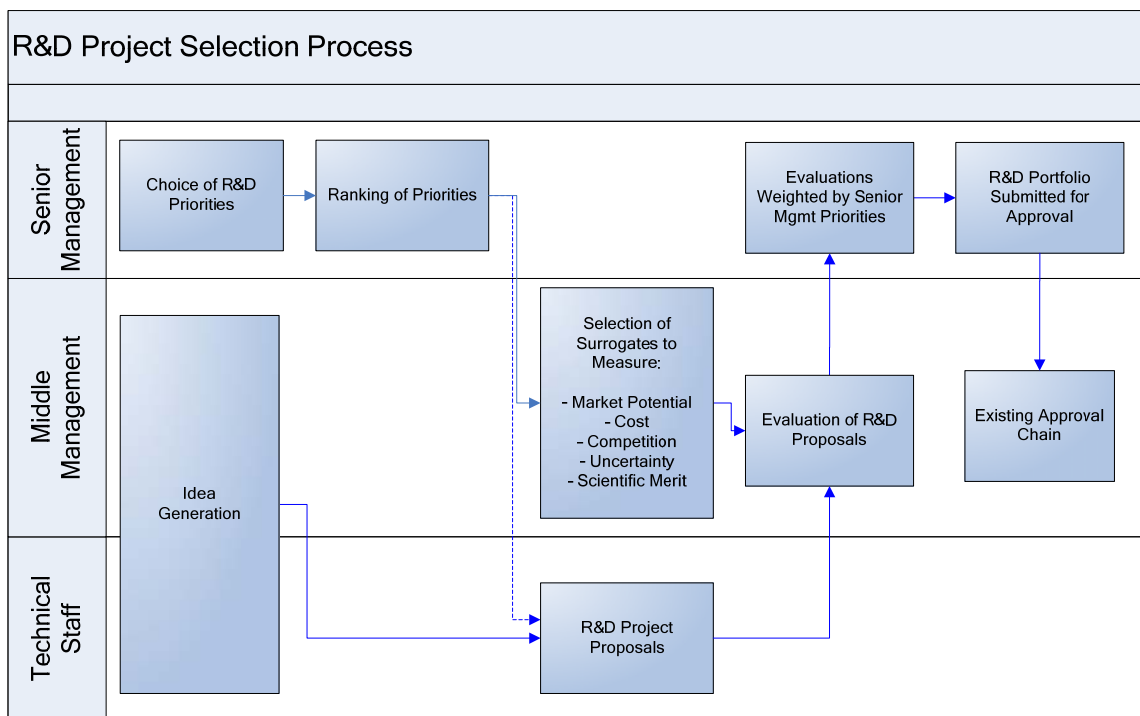 R&D Project Selection Process
Senior
Management
Choice of R&D
Priorities
Ranking of Priorities
Evaluations
Weighted by Senior
Mgmt Priorities
R&D Portfolio
Submitted for
Approval
Middle
Management
Idea
Generation
Selection of
Surrogates to
Measure:
- Market Potential
- Cost
- Competition
- Uncertainty
- Scientific Merit
Evaluation of R&D
Proposals
Existing Approval
Chain
Technical
Staff
R&D Project
Proposals